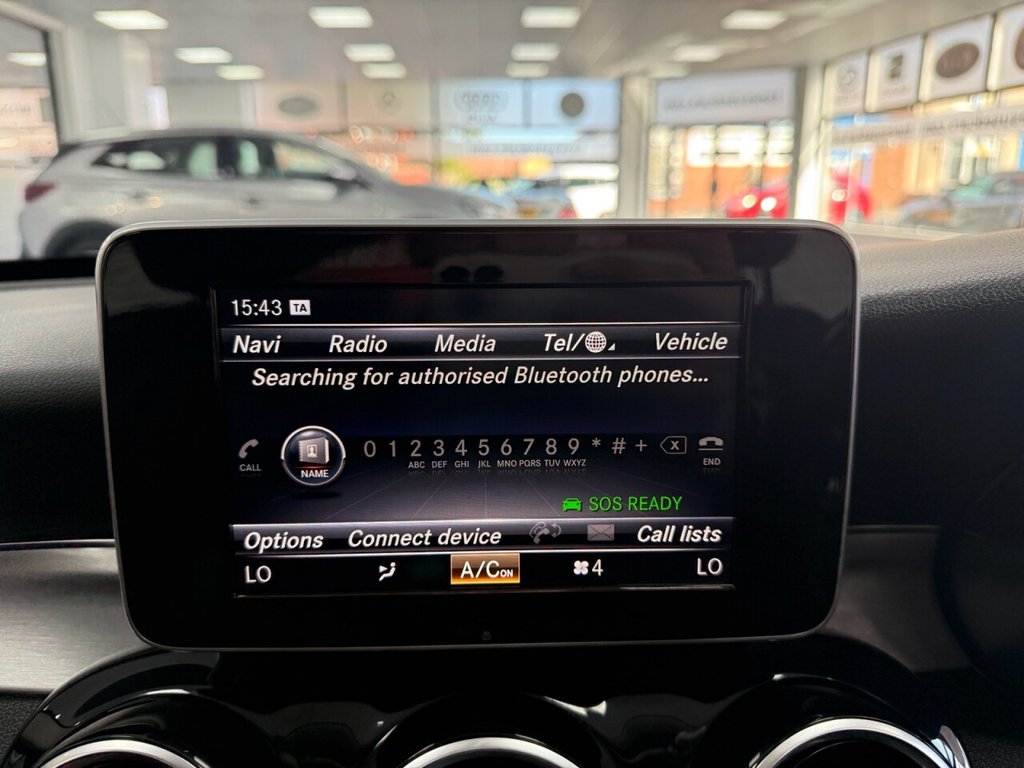 15:43 TA
Navi Radio Media Tel/ Vehicle
Searching for authorised Bluetooth phones...
CALL NAME 0 1 2 ABC 3 DEF 4 GHI 5 JKL 6 MNO 7 PQRS 8 TUV 9 WXYZ * # + END
SOS READY
Options Connect device Call lists
LO A/C ON 4 LO